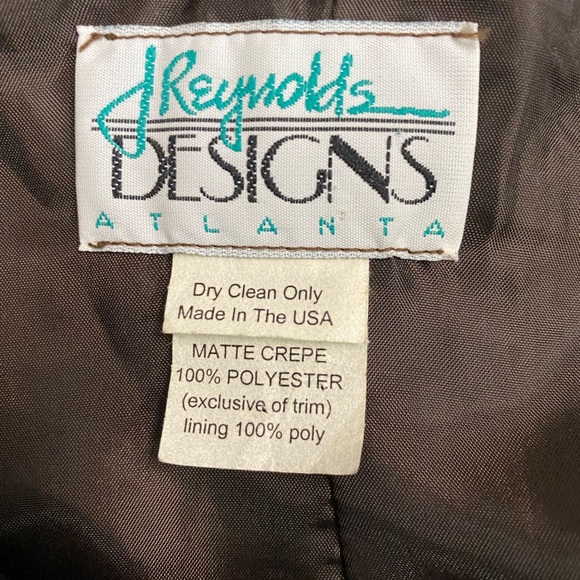 J Reynolds
DESIGNS
ATLANTA
Dry Clean Only
Made In The USA
MATTE CREPE
100% POLYESTER
(exclusive of trim)
lining 100% poly